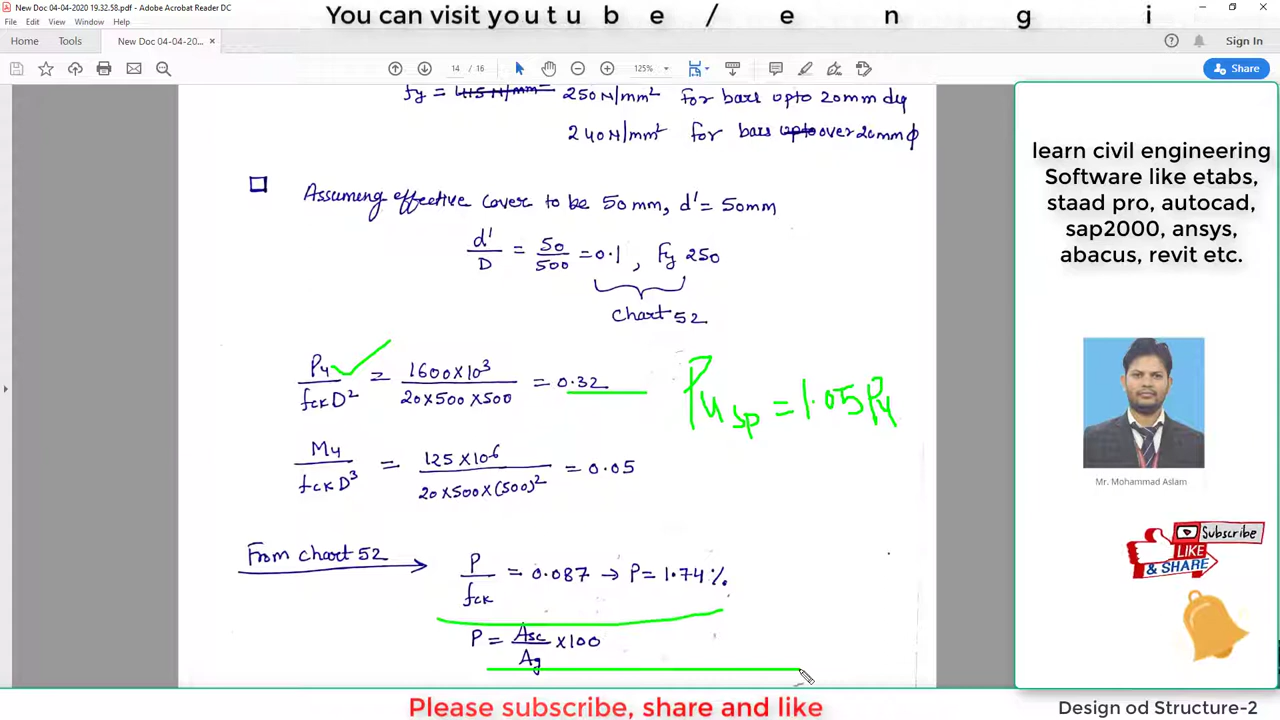 You can visit y o u t u b e / e n g i
New Doc 04-04-2020 19.32.58.pdf - Adobe Acrobat Reader DC
File Edit View Window Help
Home Tools New Doc 04-04-20... × Sign In
14 / 16 125% Share
fy = 415 N/mm² 250 N/mm² for bars upto 20mm dia
240 N/mm² for bars upto over 20mm ϕ
Assuming effective cover to be 50 mm, d' = 50mm
d'/D = 50/500 = 0.1, Fy 250
Chart 52
Pu/fck D² = 1600×10³/20×500×500 = 0.32
Pu sp = 1.05 Pu
Mu/fck D³ = 125×10⁻⁶/20×500×(500)² = 0.05
From chart 52 → P/fck = 0.087 → P = 1.74 %
P = Asc/Ag × 100
learn civil engineering
Software like etabs,
staad pro, autocad,
sap2000, ansys,
abacus, revit etc.
Mr. Mohammad Aslam
Subscribe
LIKE
& SHARE
Please subscribe, share and like
Design od Structure-2